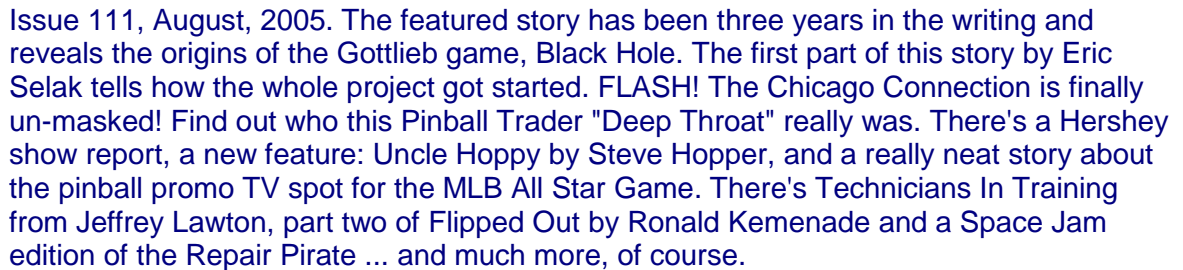 Issue 111, August, 2005. The featured story has been three years in the writing and
reveals the origins of the Gottlieb game, Black Hole. The first part of this story by Eric
Selak tells how the whole project got started. FLASH! The Chicago Connection is finally
un-masked! Find out who this Pinball Trader "Deep Throat" really was. There's a Hershey
show report, a new feature: Uncle Hoppy by Steve Hopper, and a really neat story about
the pinball promo TV spot for the MLB All Star Game. There's Technicians In Training
from Jeffrey Lawton, part two of Flipped Out by Ronald Kemenade and a Space Jam
edition of the Repair Pirate ... and much more, of course.